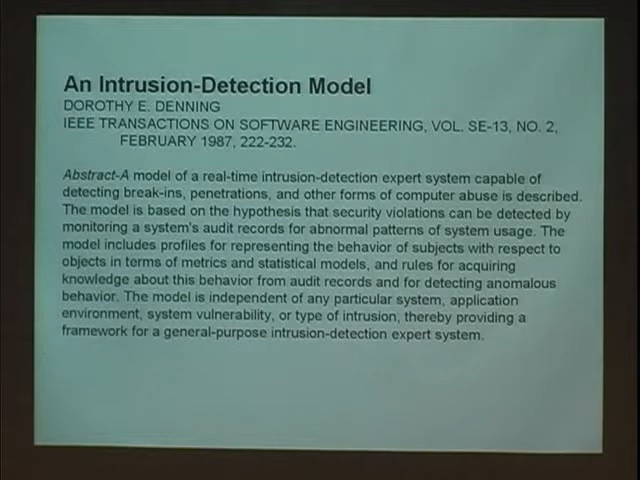 An Intrusion-Detection Model
DOROTHY E. DENNING
IEEE TRANSACTIONS ON SOFTWARE ENGINEERING, VOL. SE-13, NO. 2,
FEBRUARY 1987, 222-232.
Abstract-A model of a real-time intrusion-detection expert system capable of
detecting break-ins, penetrations, and other forms of computer abuse is described.
The model is based on the hypothesis that security violations can be detected by
monitoring a system's audit records for abnormal patterns of system usage. The
model includes profiles for representing the behavior of subjects with respect to
objects in terms of metrics and statistical models, and rules for acquiring
knowledge about this behavior from audit records and for detecting anomalous
behavior. The model is independent of any particular system, application
environment, system vulnerability, or type of intrusion, thereby providing a
framework for a general-purpose intrusion-detection expert system.